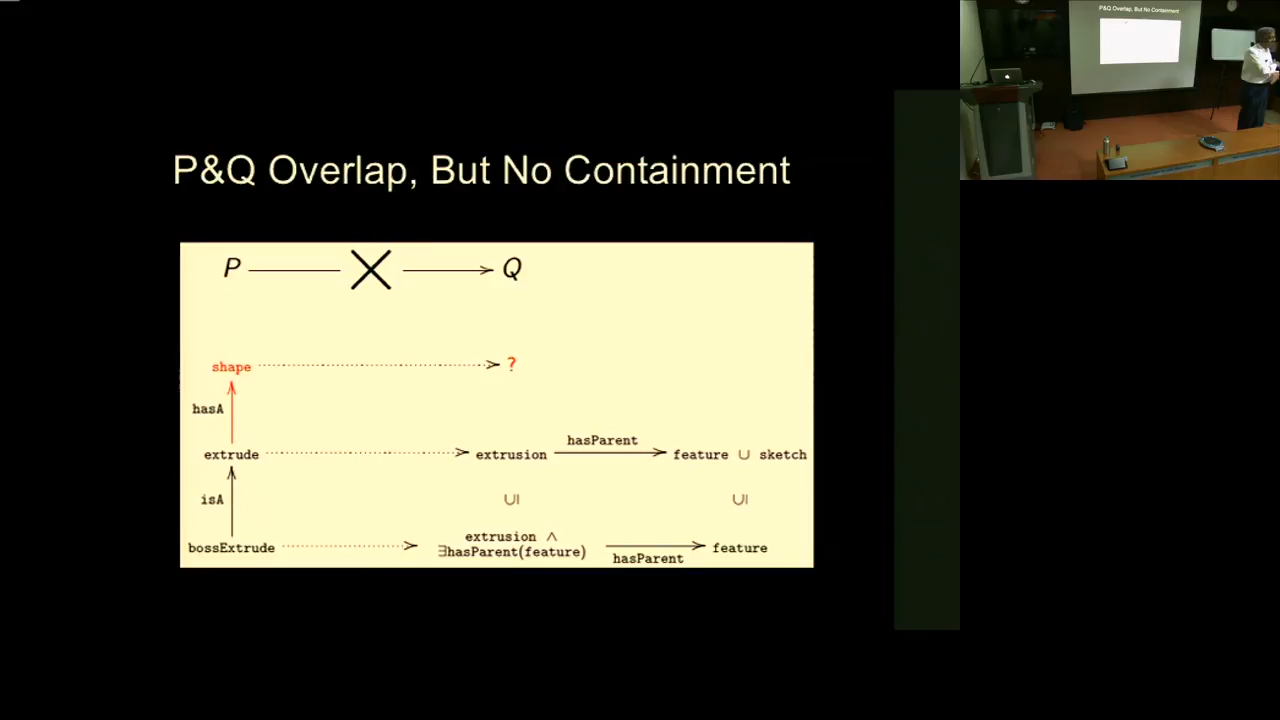 P&Q Overlap, But No Containment
P Q
shape ?
hasA
extrude extrusion hasParent feature ∪ sketch
isA ∪I ∪I
bossExtrude extrusion ∧
∃hasParent(feature) hasParent feature
P&Q Overlap, But No Containment